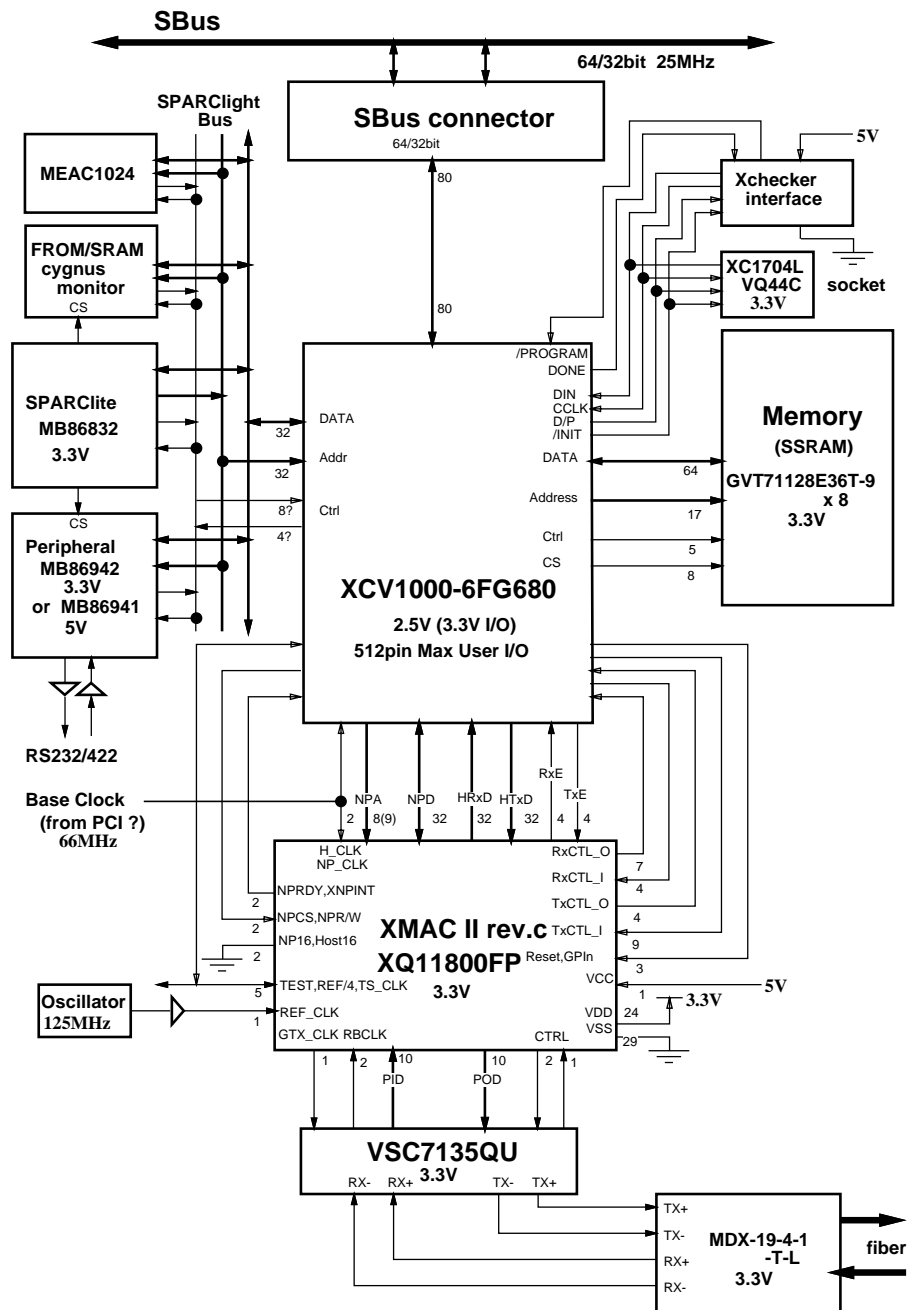 SBus
64/32bit 25MHz
SBus connector
64/32bit
80
80
SPARClight
Bus
MEAC1024
FROM/SRAM
cygnus
monitor
CS
SPARClite
MB86832
3.3V
CS
Peripheral
MB86942
3.3V
or MB86941
5V
RS232/422
5V
Xchecker
interface
XC1704L
VQ44C
3.3V
socket
Memory
(SSRAM)
GVT71128E36T-9
x 8
3.3V
/PROGRAM
DONE
DIN
CCLK
D/P
/INIT
DATA
64
Address
17
Ctrl
5
CS
8
DATA
32
Addr
32
Ctrl
8?
4?
XCV1000-6FG680
2.5V (3.3V I/O)
512pin Max User I/O
Base Clock
(from PCI ?)
66MHz
2
NPA
8(9)
NPD
32
HRxD
32
HTxD
32
RxE
4
TxE
4
H_CLK
NP_CLK
NPRDY,XNPINT
2
NPCS,NPR/W
2
NP16,Host16
2
TEST,REF/4,TS_CLK
5
REF_CLK
1
GTX_CLK RBCLK
XMAC II rev.c
XQ11800FP
3.3V
RxCTL_O
7
RxCTL_I
4
TxCTL_O
4
TxCTL_I
9
Reset,GPIn
3
VCC
1
5V
3.3V
VDD
24
VSS
29
CTRL
Oscillator
125MHz
1
2
10
PID
10
POD
2
1
VSC7135QU
3.3V
RX-
RX+
TX-
TX+
TX+
TX-
RX+
RX-
MDX-19-4-1
-T-L
3.3V
fiber